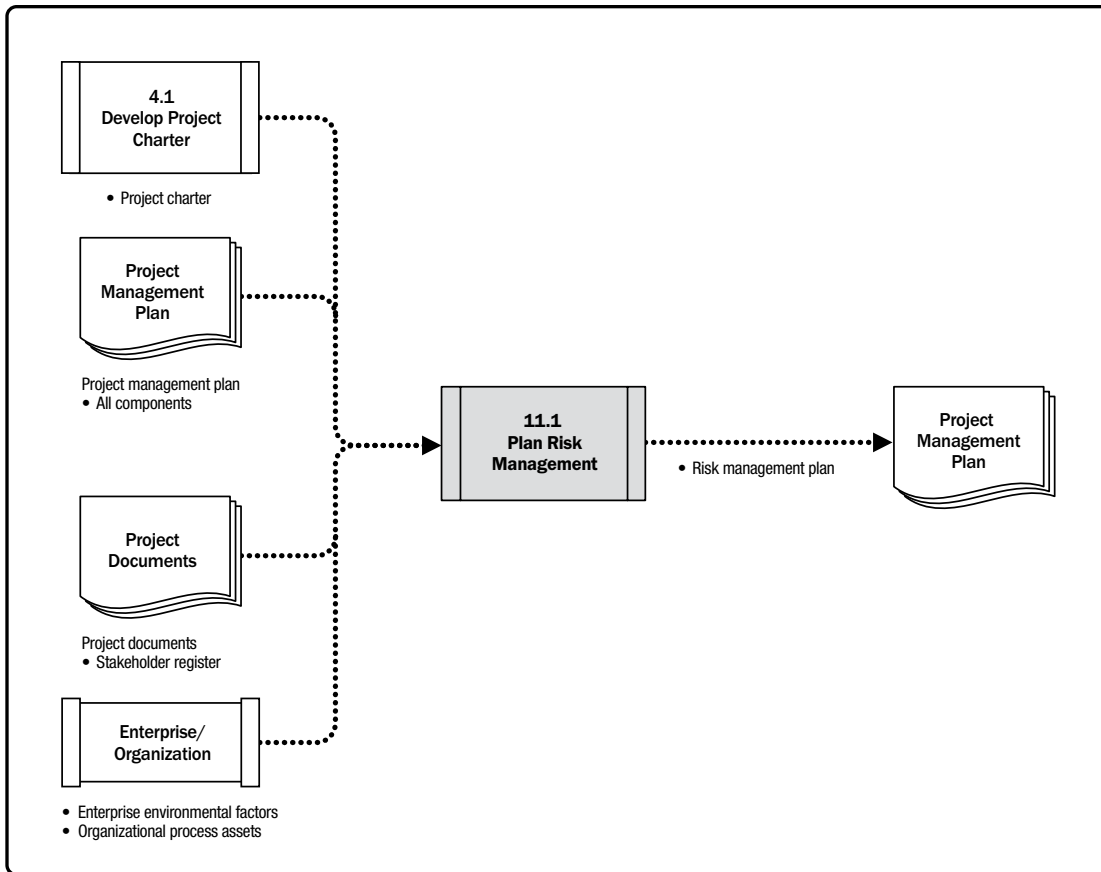 4.1
Develop Project
Charter
• Project charter
Project
Management
Plan
Project management plan
• All components
Project
Documents
Project documents
• Stakeholder register
Enterprise/
Organization
• Enterprise environmental factors
• Organizational process assets
11.1
Plan Risk
Management
• Risk management plan
Project
Management
Plan